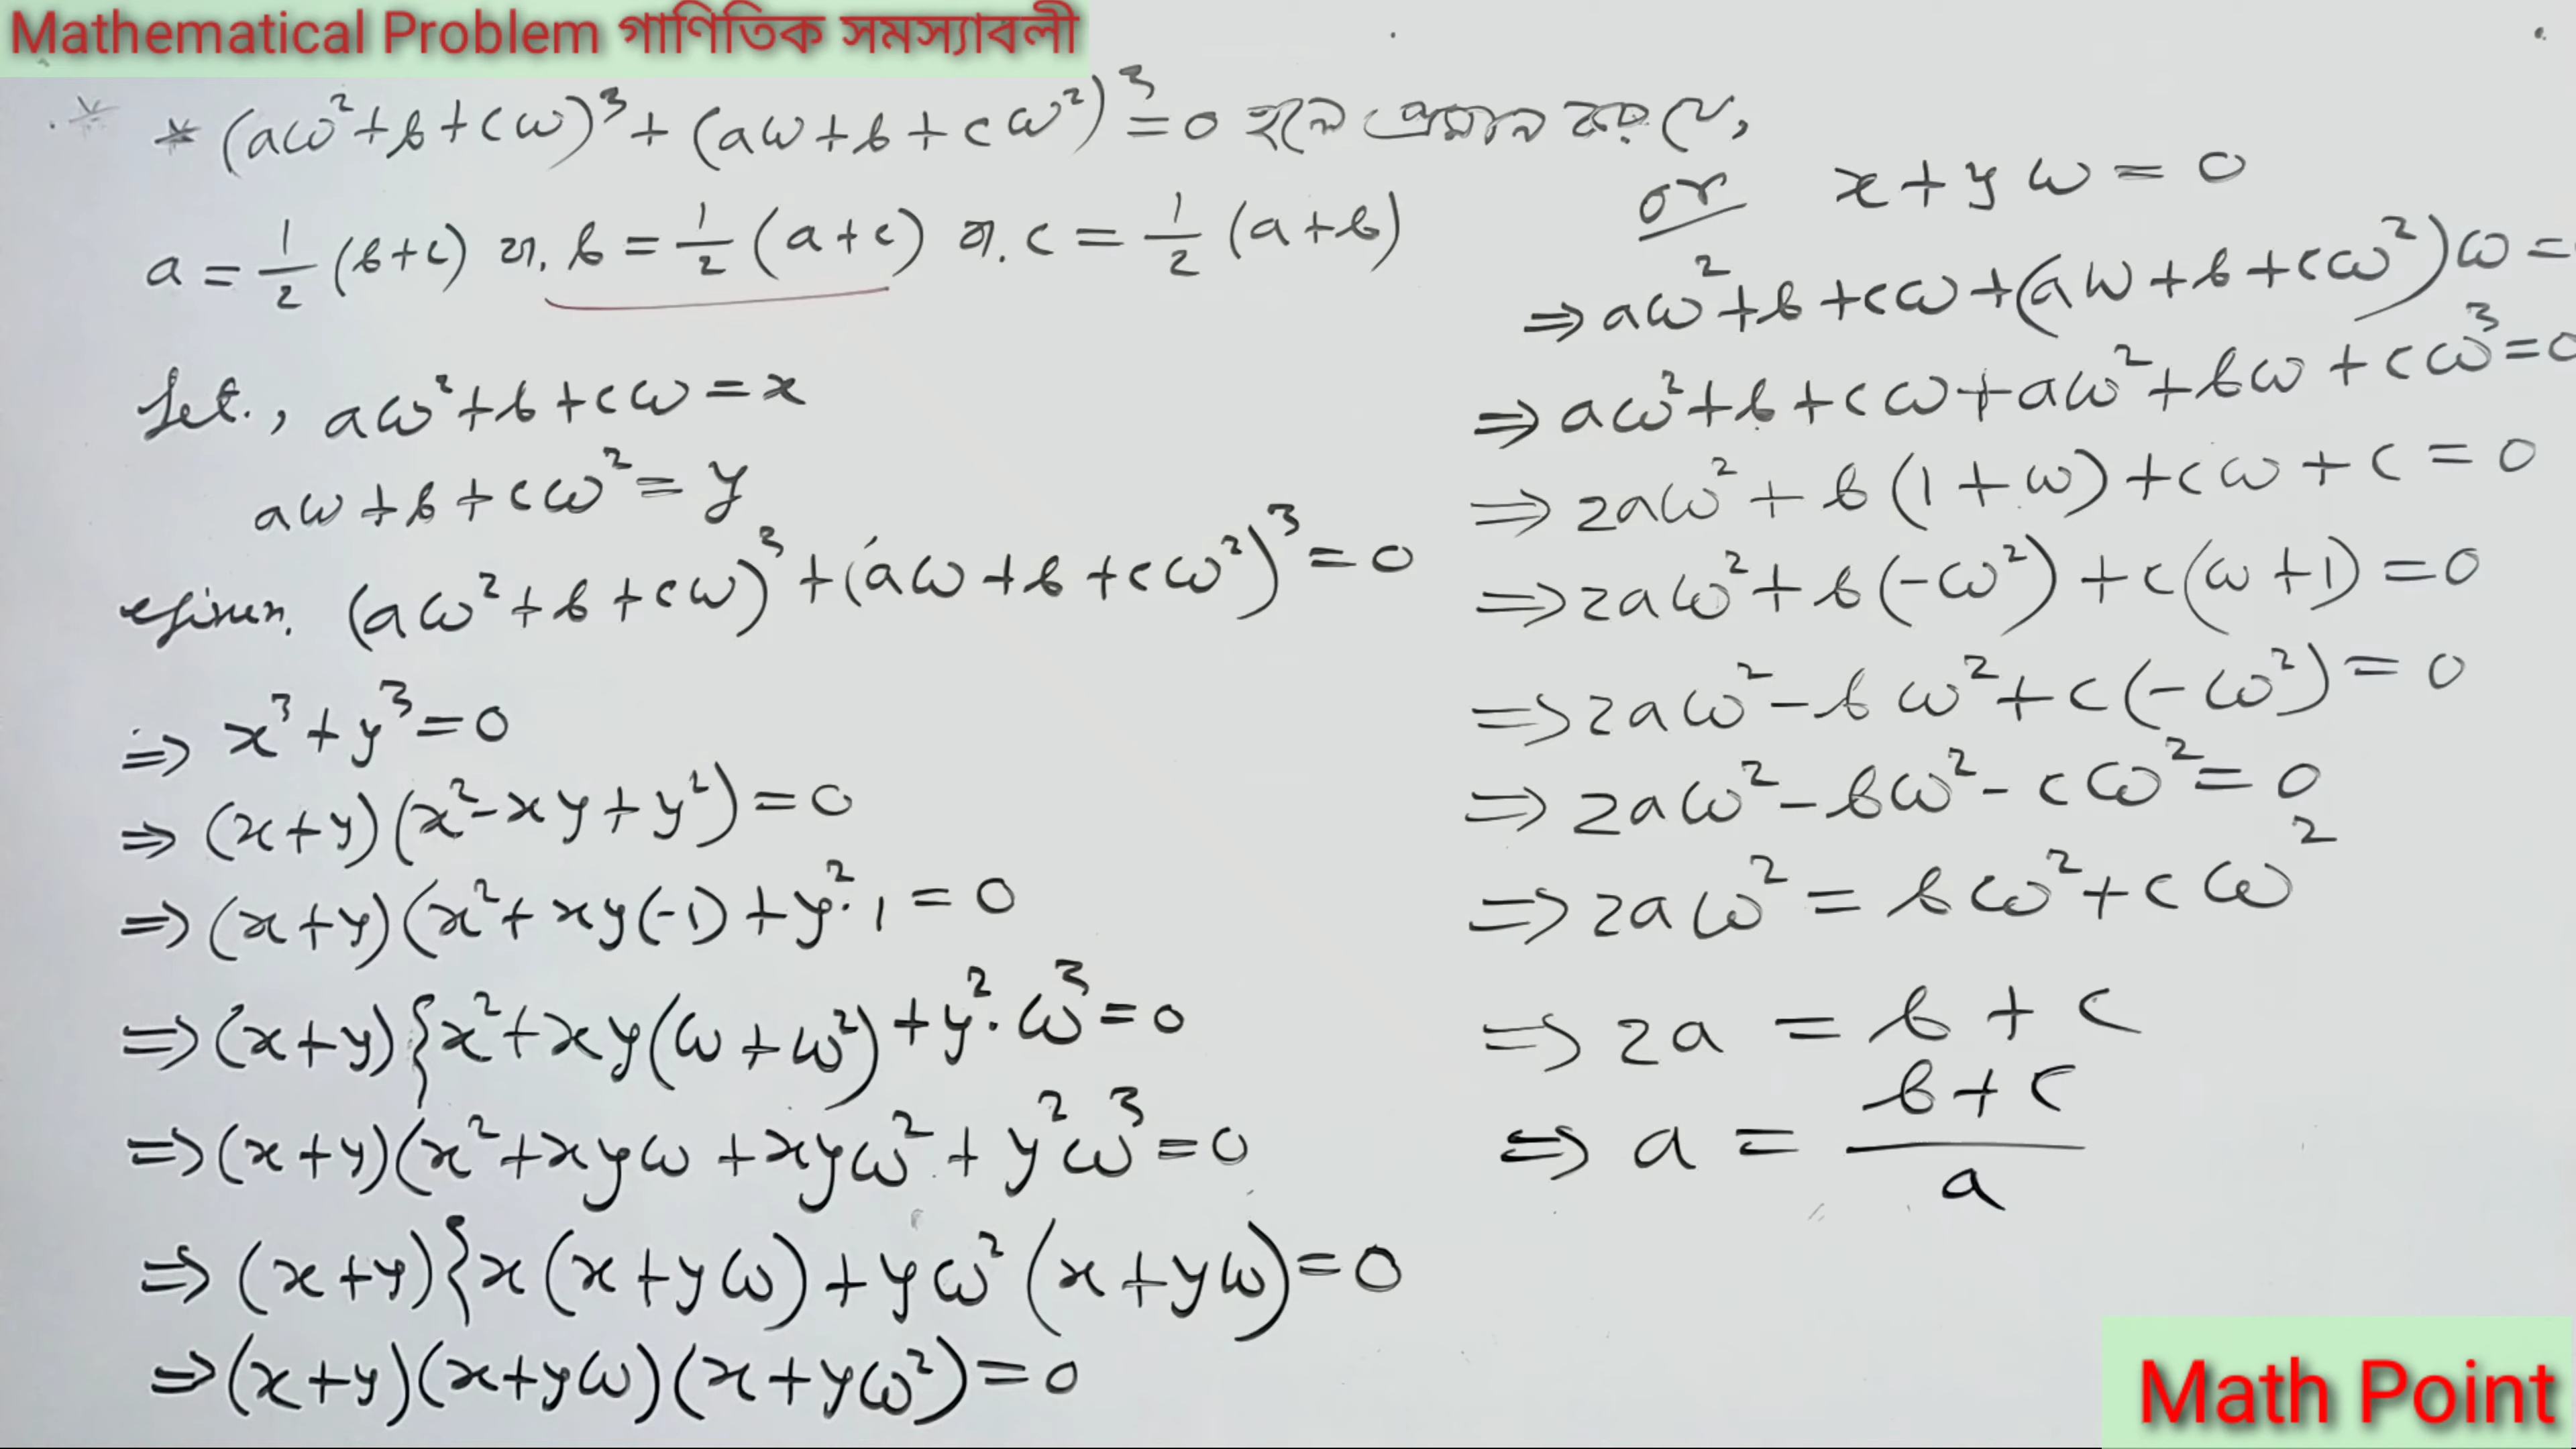 Mathematical Problem গাণিতিক সমস্যাবলী
* (aω²+b+cω)³+(aω+b+cω²)³=0 হলে প্রমান কর যে,
a=1/2(b+c) বা, b=1/2(a+c) বা, c=1/2(a+b)
Let., aω²+b+cω=x
aω+b+cω²=y
Given. (aω²+b+cω)³+(aω+b+cω²)³=0
⇒ x³+y³=0
⇒ (x+y)(x²-xy+y²)=0
⇒(x+y)(x²+xy(-1)+y².1=0
⇒(x+y){x²+xy(ω+ω²)+y².ω³=0
⇒(x+y)(x²+xyω+xyω²+y²ω³=0
⇒(x+y){x(x+yω)+yω²(x+yω)=0
⇒(x+y)(x+yω)(x+yω²)=0
or x+yω=0
⇒aω²+b+cω+(aω+b+cω²)ω=
⇒aω²+b+cω+aω²+bω+cω³=0
⇒2aω²+b(1+ω)+cω+c=0
⇒2aω²+b(-ω²)+c(ω+1)=0
⇒2aω²-bω²+c(-ω²)=0
⇒2aω²-bω²-cω²=0
⇒2aω²=bω²+cω²
⇒2a=b+c
⇒a=b+c/a
Math Point